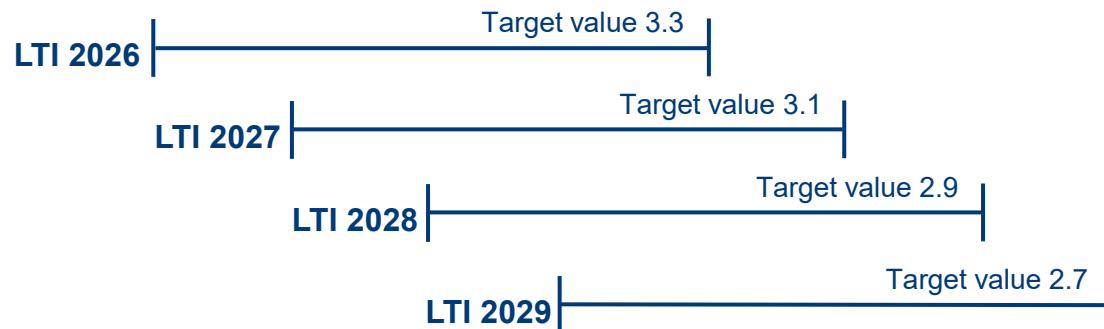 Target value 3.3
LTI 2026
Target value 3.1
LTI 2027
Target value 2.9
LTI 2028
Target value 2.7
LTI 2029